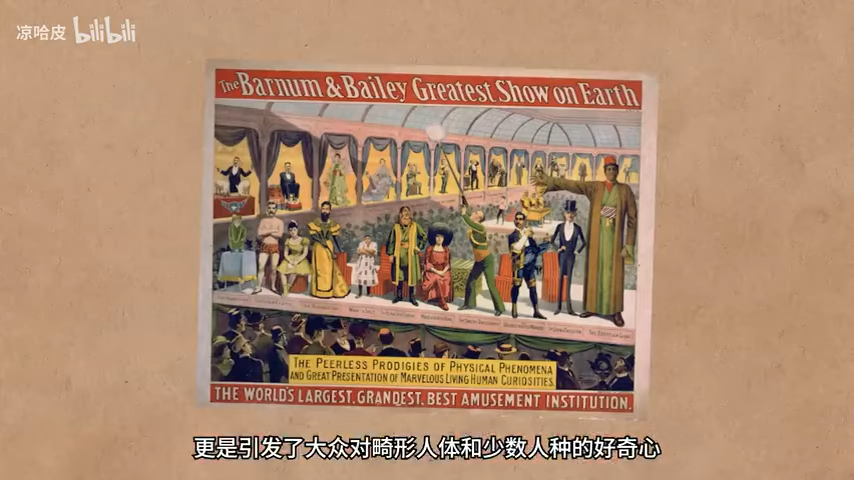 凉哈皮 bilibili
The Barnum & Bailey Greatest Show on Earth
THE PEERLESS PRODIGIES OF PHYSICAL PHENOMENA
AND GREAT PRESENTATION OF MARVELOUS LIVING HUMAN CURIOSITIES.
THE WORLD'S LARGEST, GRANDEST, BEST AMUSEMENT INSTITUTION.
更是引发了大众对畸形人体和少数人种的好奇心